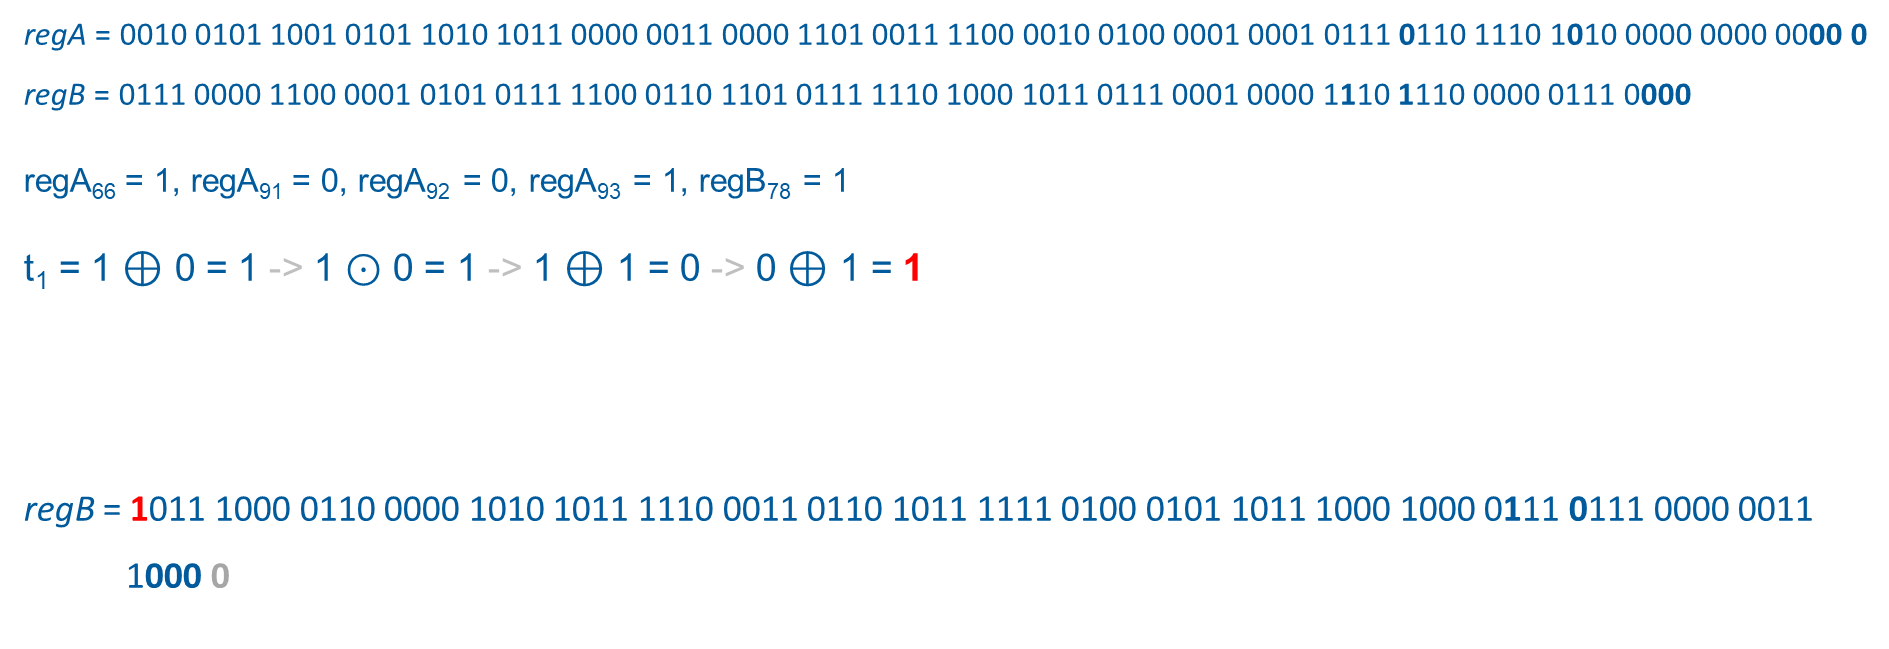 regA = 0010 0101 1001 0101 1010 1011 0000 0011 0000 1101 0011 1100 0010 0100 0001 0001 0111 0110 1110 1010 0000 0000 0000 0
regB = 0111 0000 1100 0001 0101 0111 1100 0110 1101 0111 1110 1000 1011 0111 0001 0000 1110 1110 0000 0111 0000
regA₆₆ = 1, regA₉₁ = 0, regA₉₂ = 0, regA₉₃ = 1, regB₇₈ = 1
t₁ = 1 ⊕ 0 = 1 -> 1 ⊙ 0 = 1 -> 1 ⊕ 1 = 0 -> 0 ⊕ 1 = 1
regB = 1011 1000 0110 0000 1010 1011 1110 0011 0110 1011 1111 0100 0101 1011 1000 1000 0111 0111 0000 0011
1000 0